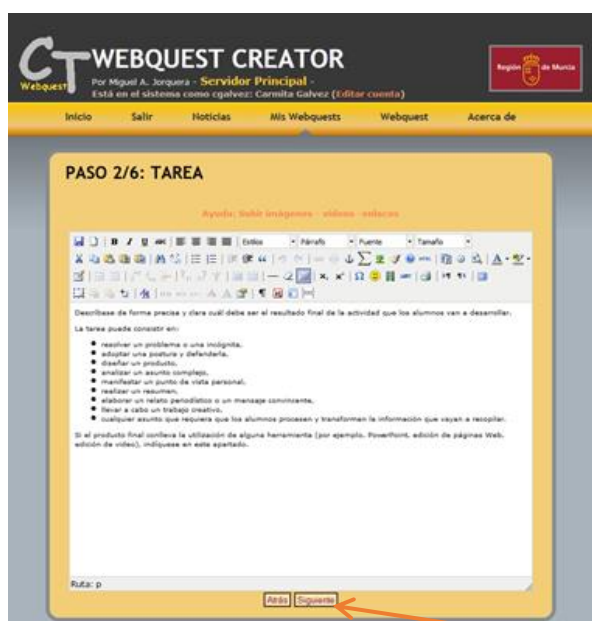 CT
Webquest
WEBQUEST CREATOR
Por Miguel A. Jorquera - Servidor Principal -
Está en el sistema como cgalvez: Carmita Galvez (Editar cuenta)
Región de Murcia
Inicio Salir Noticias Mis Webquests Webquest Acerca de
PASO 2/6: TAREA
Ayuda: Subir imágenes - videos - enlaces
Estilos Párrafo Fuente Tamaño
Descríbase de forma precisa y clara cuál debe ser el resultado final de la actividad que los alumnos van a desarrollar.
La tarea puede consistir en:
resolver un problema o una incógnita,
adoptar una postura y defenderla,
diseñar un producto,
analizar un asunto complejo,
manifestar un punto de vista personal,
realizar un resumen,
elaborar un relato periodístico o un mensaje convincente,
llevar a cabo un trabajo creativo,
cualquier asunto que requiera que los alumnos procesen y transformen la información que vayan a recopilar.
Si el producto final conlleva la utilización de alguna herramienta (por ejemplo, PowerPoint, edición de páginas Web,
edición de video), indíquese en este apartado.
Ruta: p
Atrás Siguiente